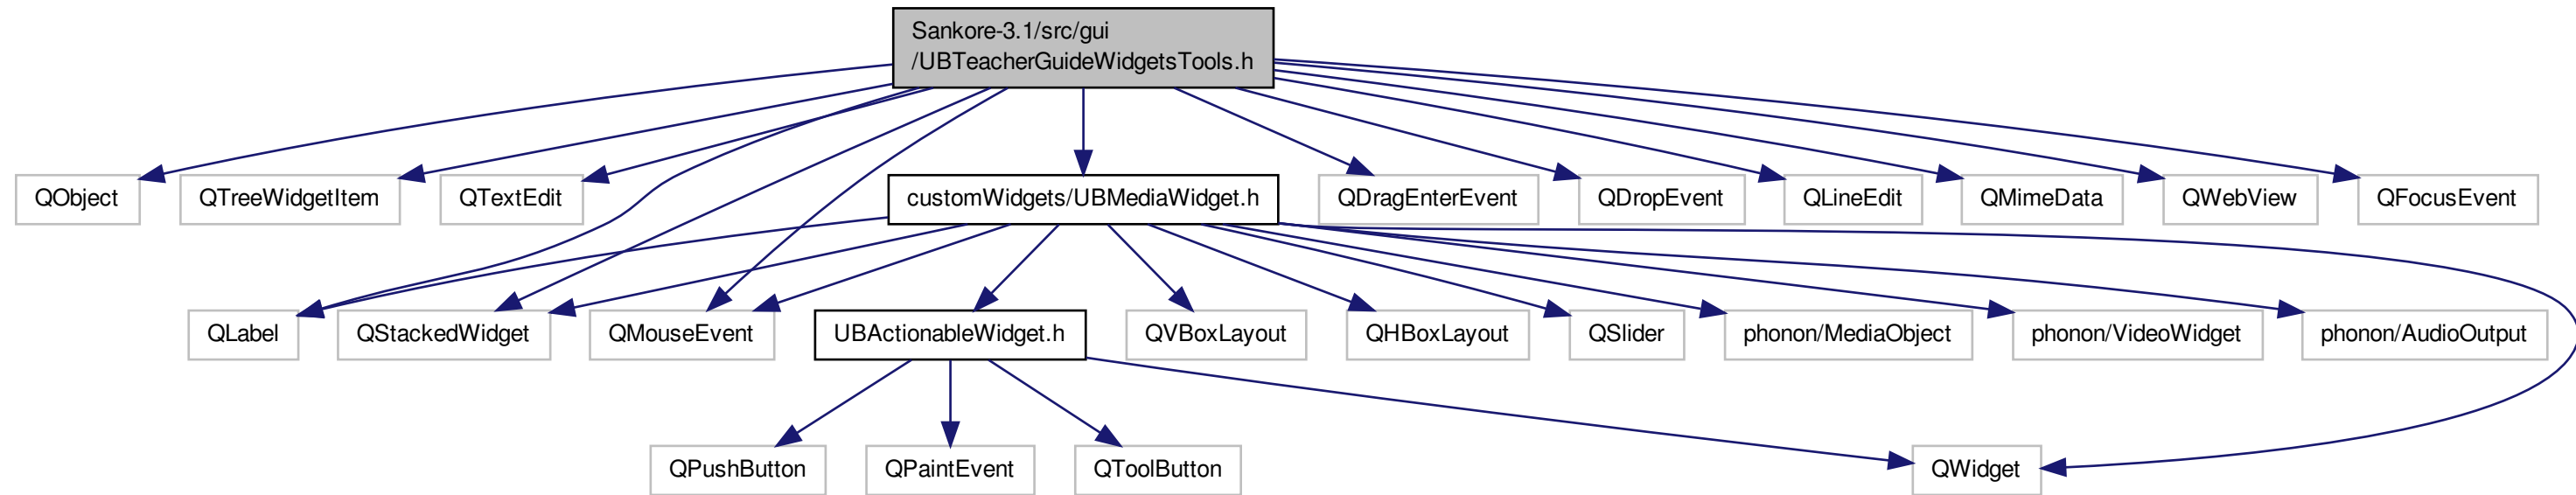 Sankore-3.1/src/gui
/UBTeacherGuideWidgetsTools.h
QObject
QTreeWidgetItem
QTextEdit
customWidgets/UBMediaWidget.h
QDragEnterEvent
QDropEvent
QLineEdit
QMimeData
QWebView
QFocusEvent
QLabel
QStackedWidget
QMouseEvent
UBActionableWidget.h
QVBoxLayout
QHBoxLayout
QSlider
phonon/MediaObject
phonon/VideoWidget
phonon/AudioOutput
QPushButton
QPaintEvent
QToolButton
QWidget